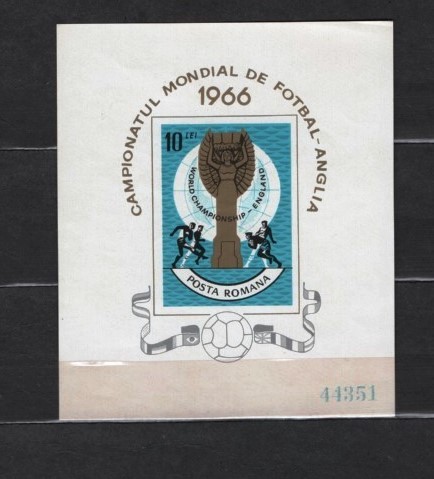 CAMPIONATUL MONDIAL DE FOTBAL-ANGLIA
1966
10 LEI
WORLD CHAMPIONSHIP - ENGLAND
POSTA ROMANA
44351